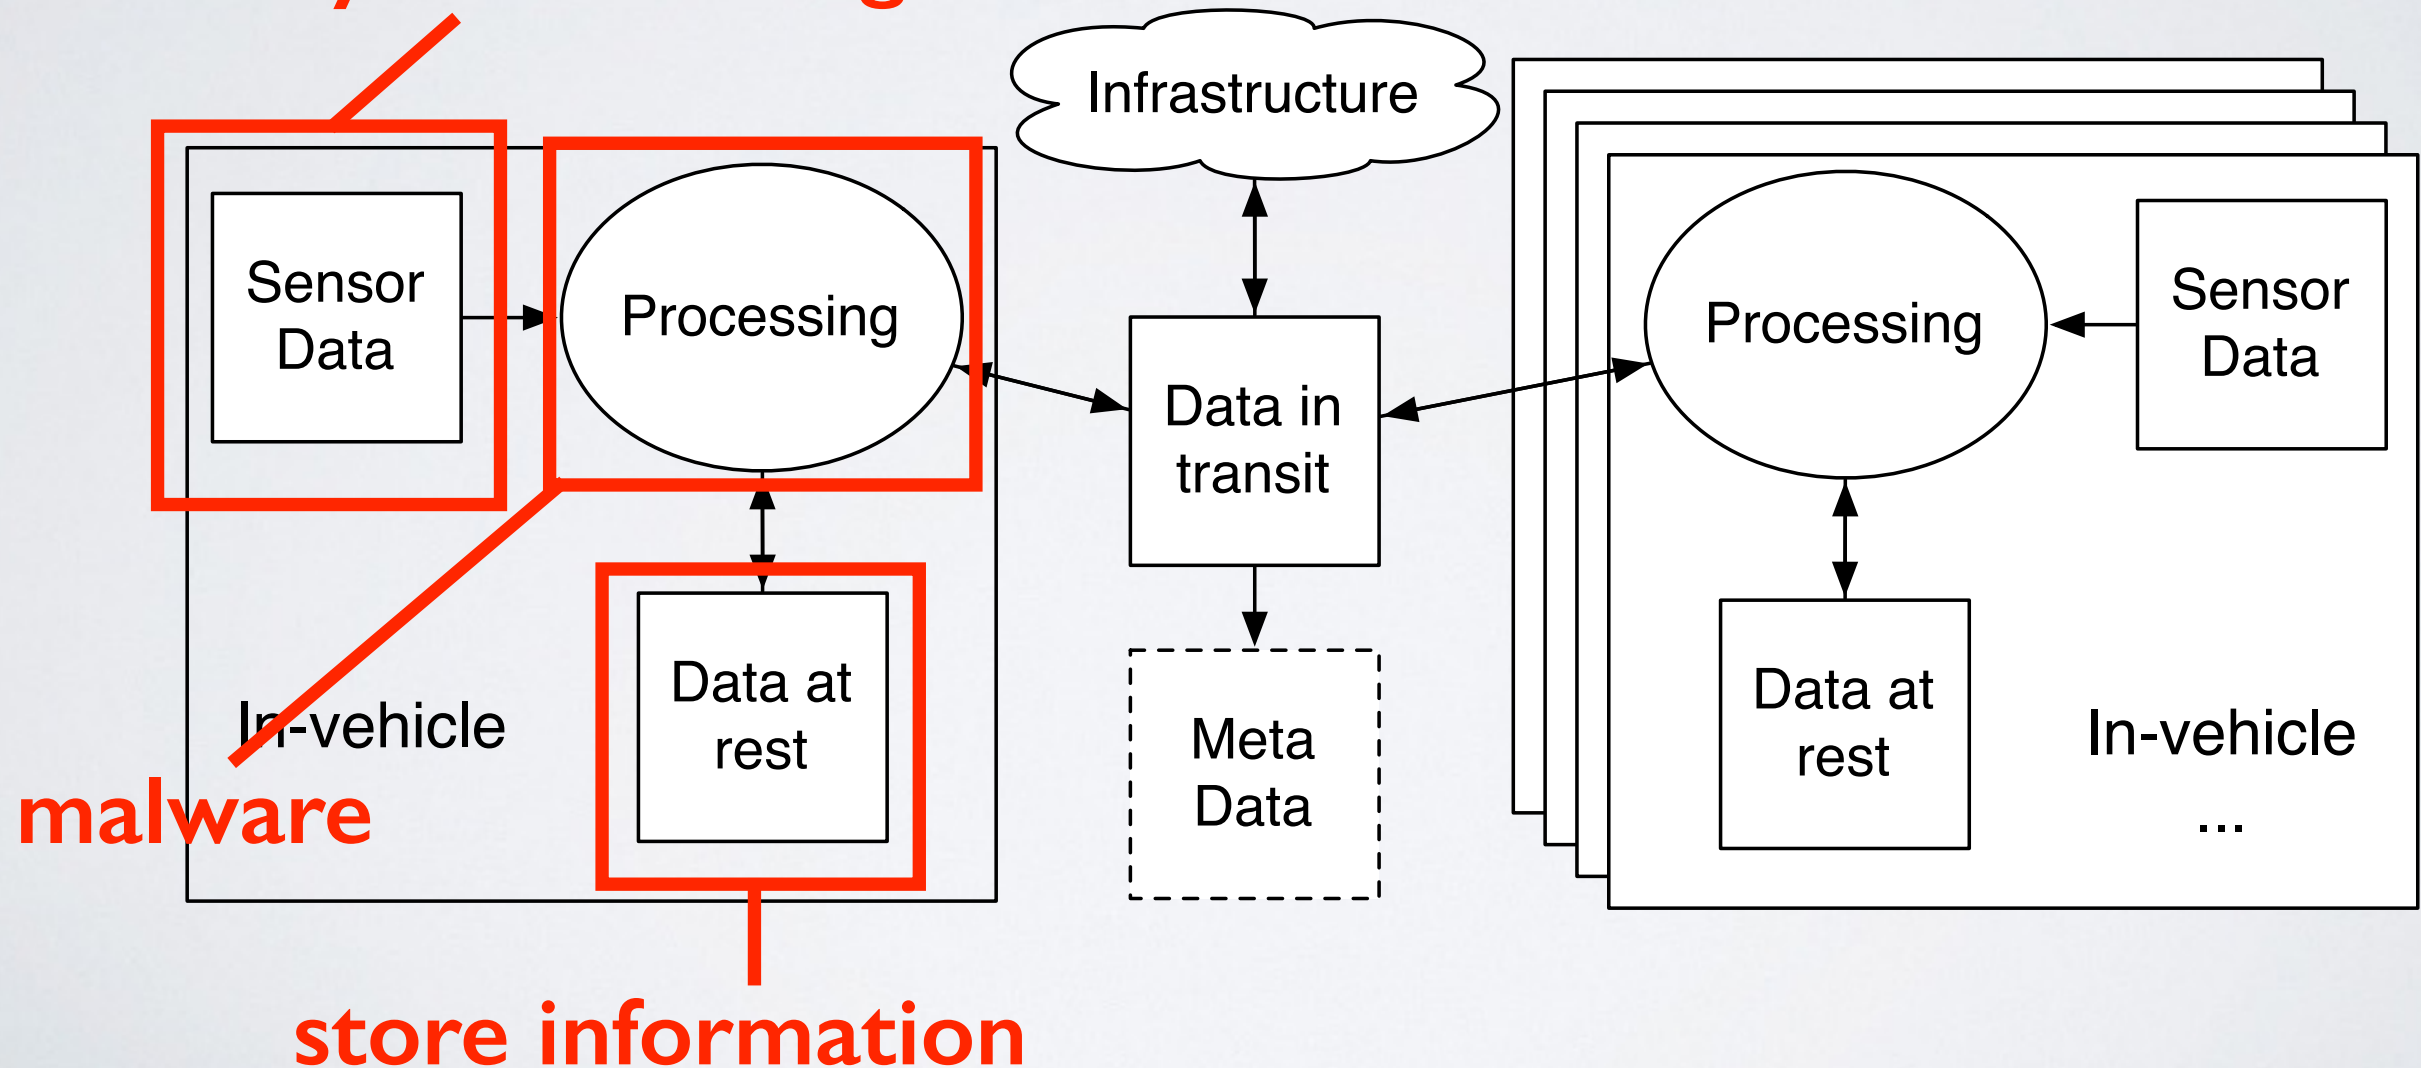 Infrastructure
Sensor
Data
Processing
Data in
transit
Processing
Sensor
Data
Data at
rest
In-vehicle
Meta
Data
Data at
rest
In-vehicle
...
malware
store information